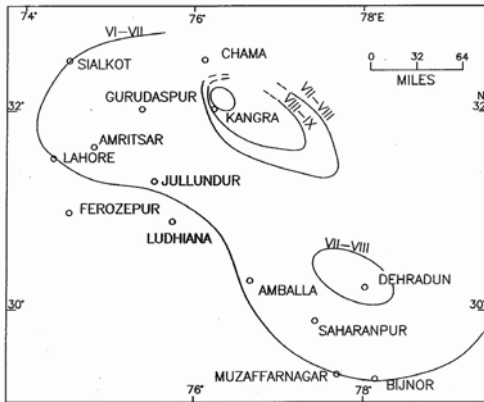 74° 76° 78°E
VI-VII
CHAMA
SIALKOT
0 32 64
MILES
VII-VIII
VIII-IX
GURUDASPUR
32° 32°
N
KANGRA
AMRITSAR
LAHORE
JULLUNDUR
FEROZEPUR
LUDHIANA
VII-VIII
DEHRADUN
AMBALLA
30° 30°
SAHARANPUR
MUZAFFARNAGAR
BIJNOR
76° 78°